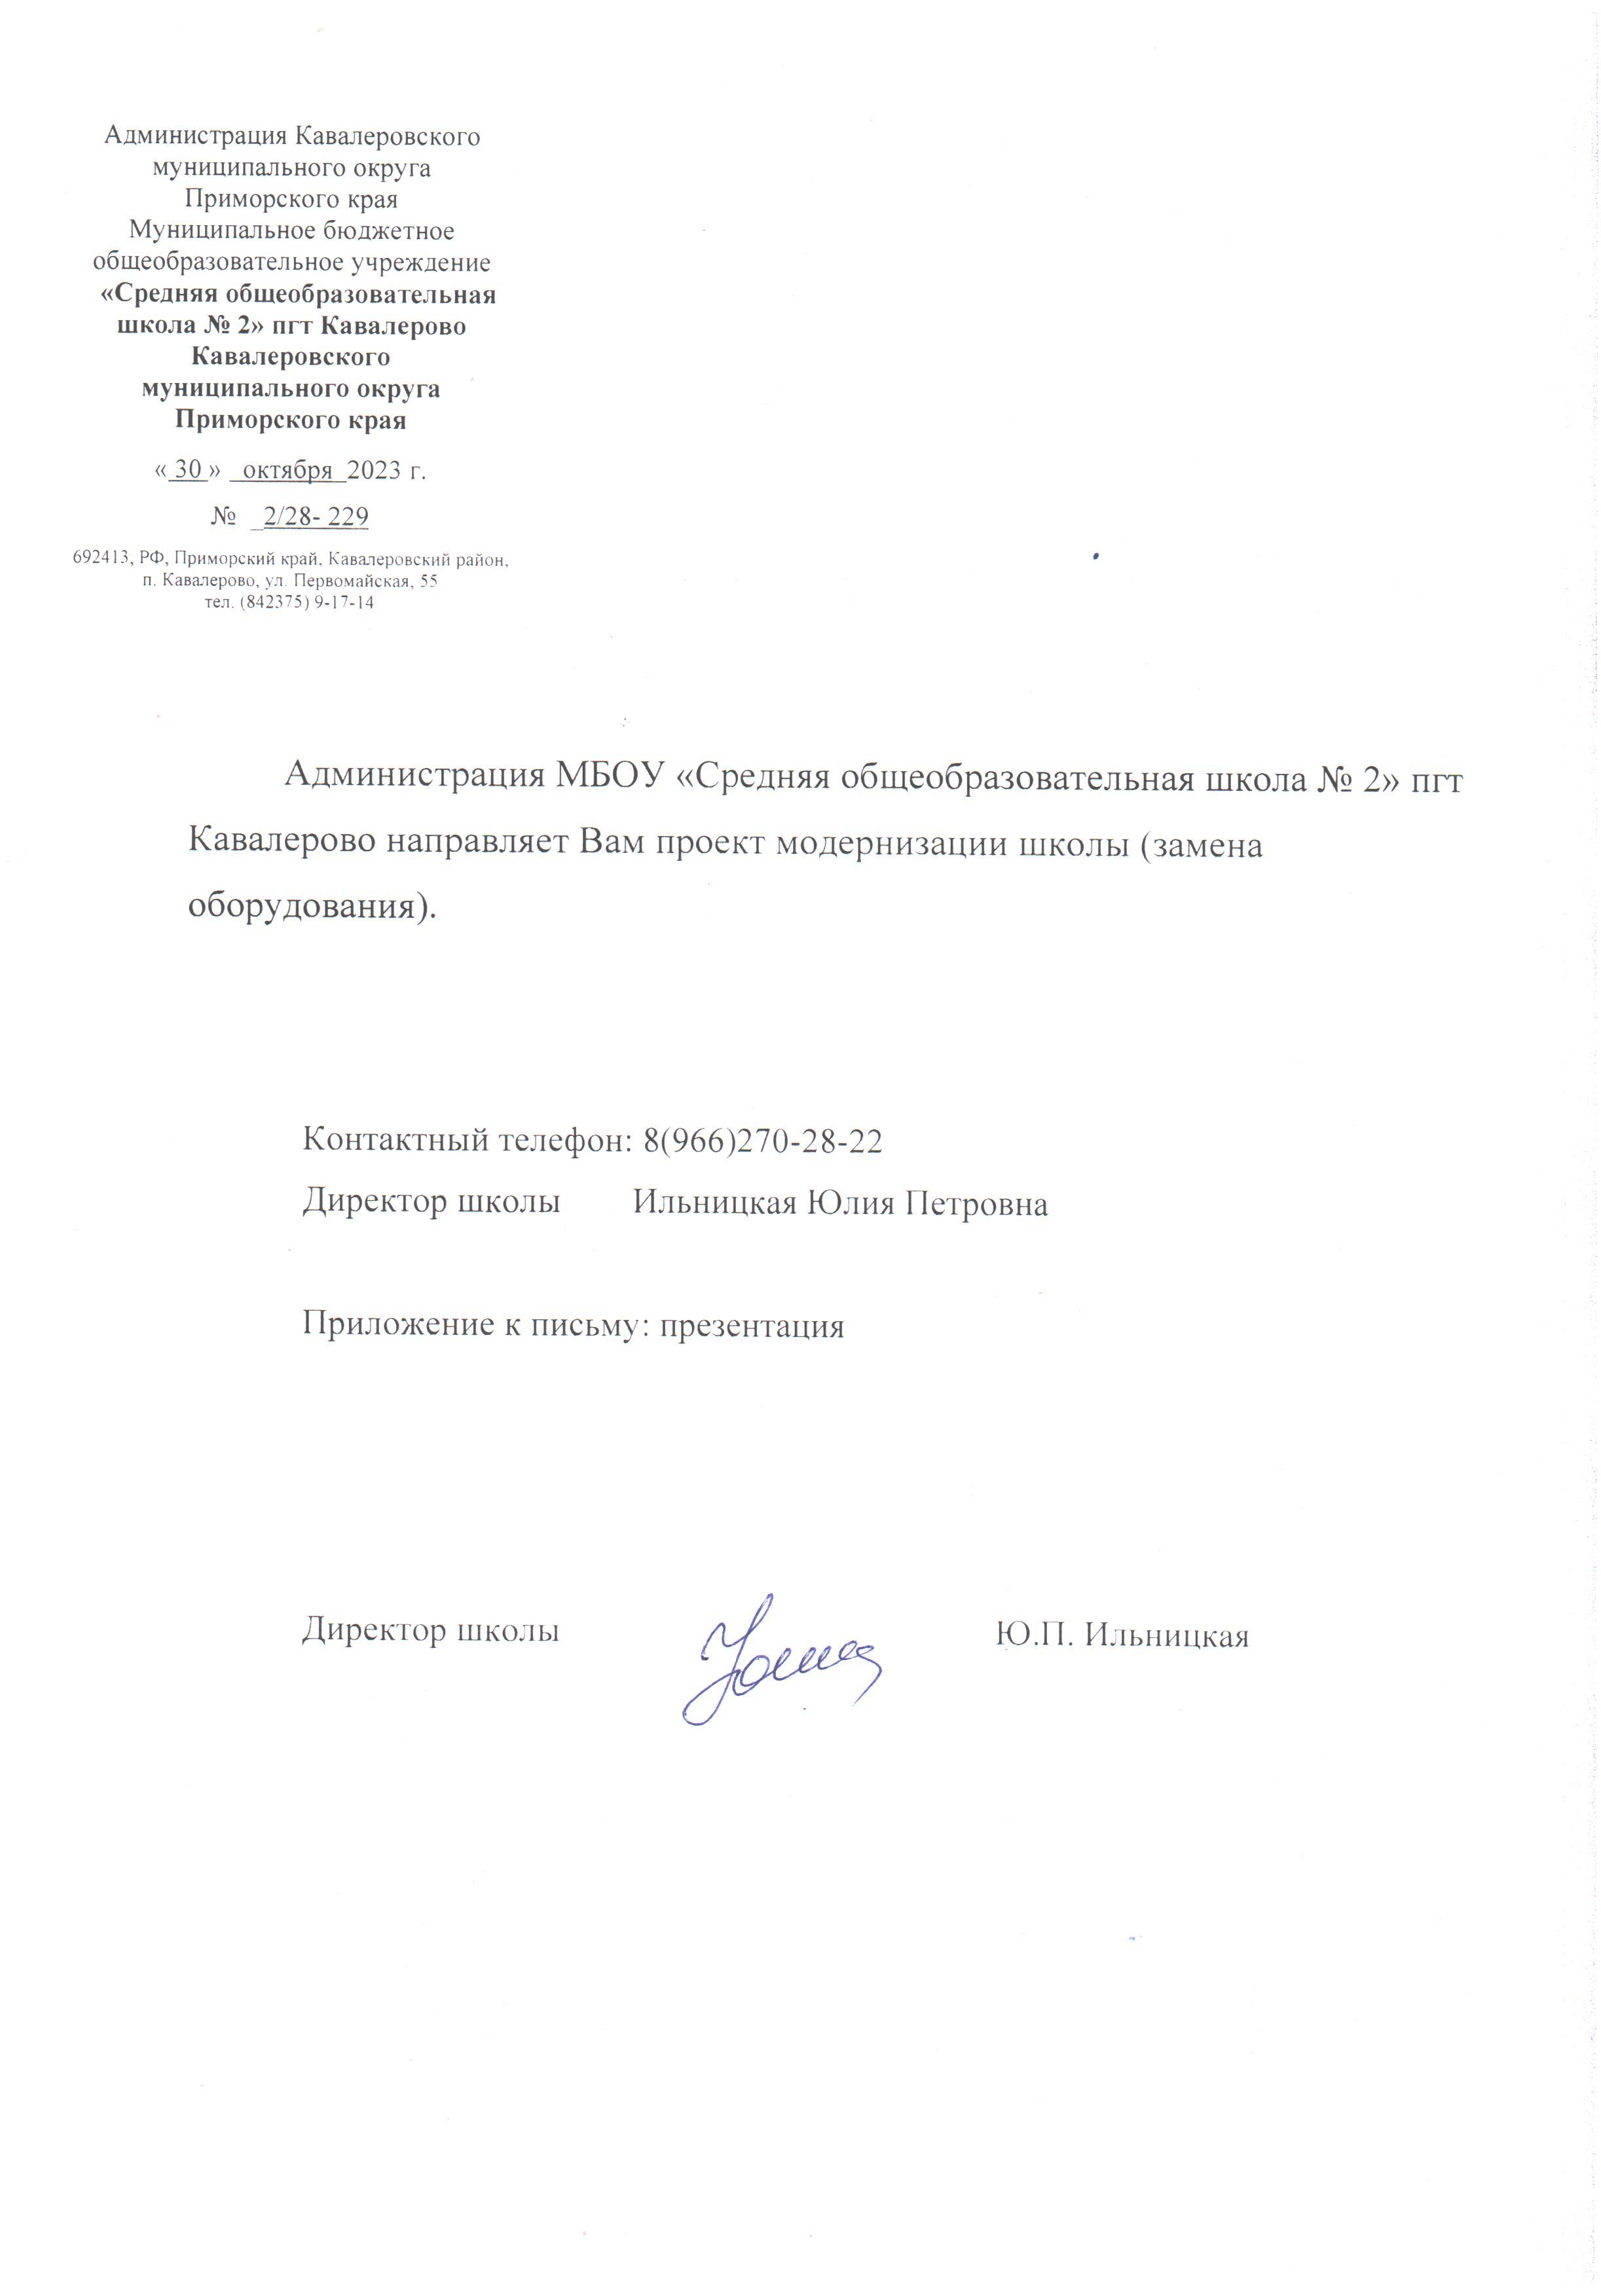 Администрация Кавалеровского
муниципального округа
Приморского края
Муниципальное бюджетное
общеобразовательное учреждение
«Средняя общеобразовательная
школа № 2» пгт Кавалерово
Кавалеровского
муниципального округа
Приморского края
« 30 » октября 2023 г.
№ 2/28- 229
692413, РФ, Приморский край, Кавалеровский район,
п. Кавалерово, ул. Первомайская, 55
тел. (842375) 9-17-14
Администрация МБОУ «Средняя общеобразовательная школа № 2» пгт
Кавалерово направляет Вам проект модернизации школы (замена
оборудования).
Контактный телефон: 8(966)270-28-22
Директор школы Ильницкая Юлия Петровна
Приложение к письму: презентация
Директор школы Ю.П. Ильницкая